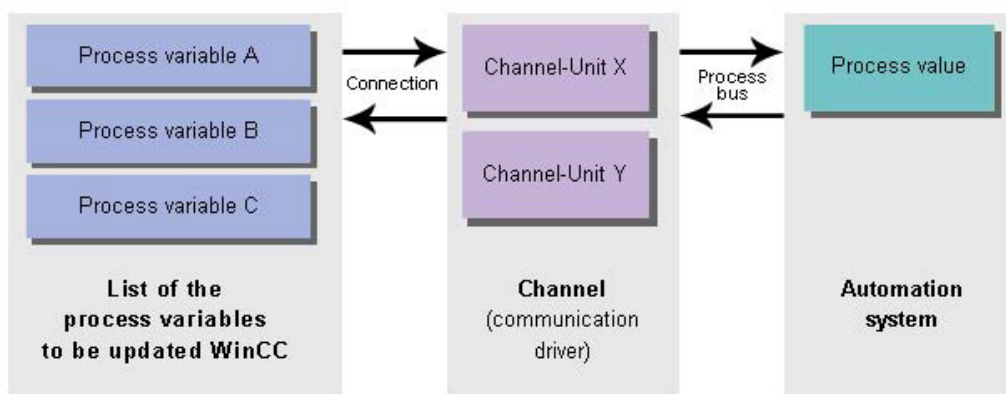 Process variable A
Process variable B
Process variable C
List of the
process variables
to be updated WinCC
Connection
Channel-Unit X
Channel-Unit Y
Channel
(communication
driver)
Process
bus
Process value
Automation
system